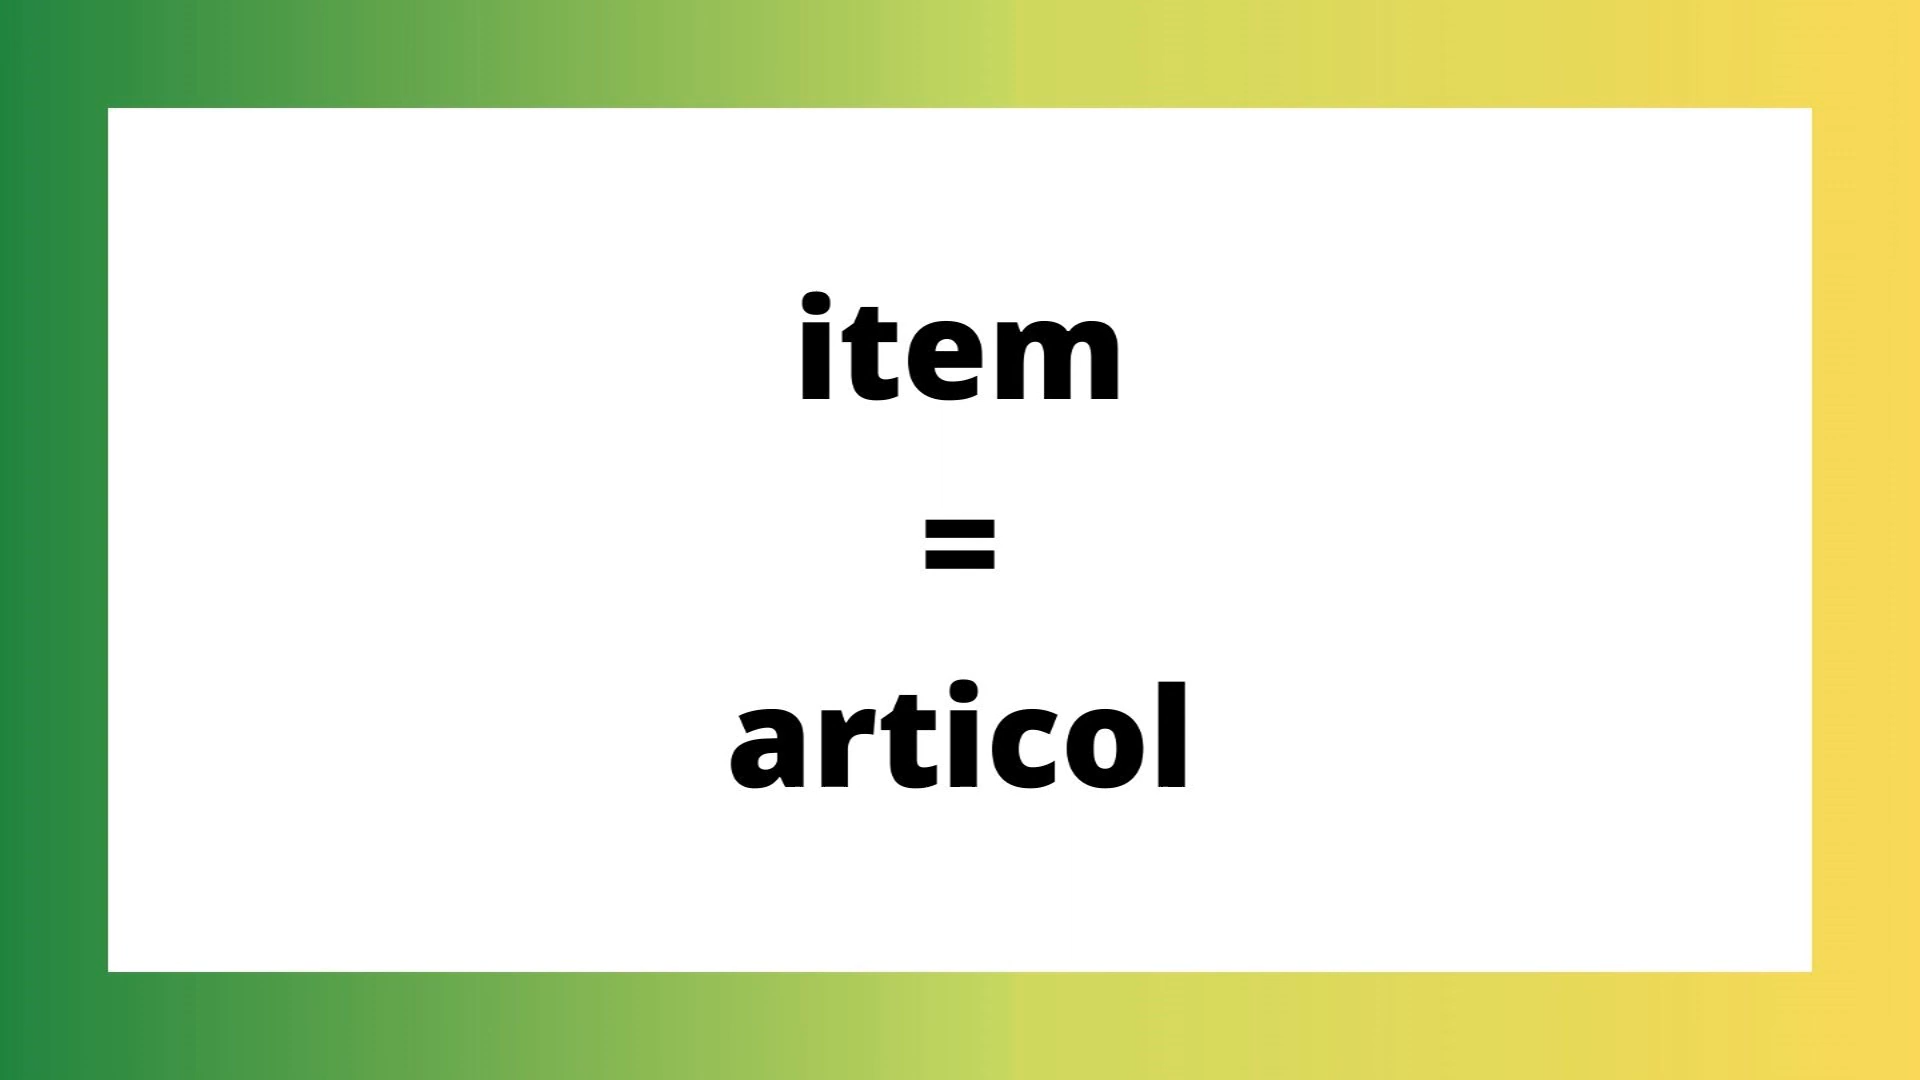 item
=
articol